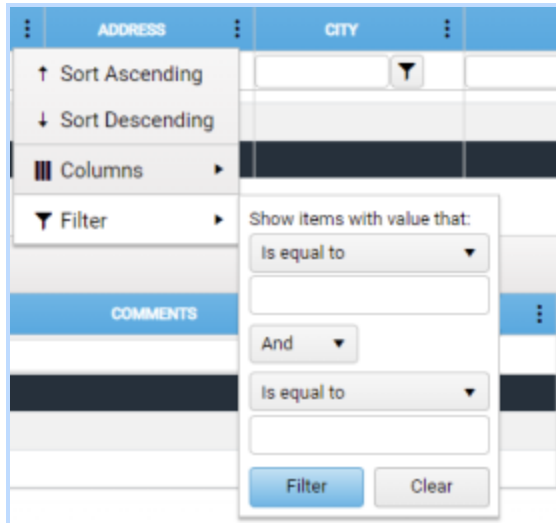 ADDRESS
CITY
Sort Ascending
Sort Descending
Columns
Filter
Show items with value that:
Is equal to
COMMENTS
And
Is equal to
Filter
Clear